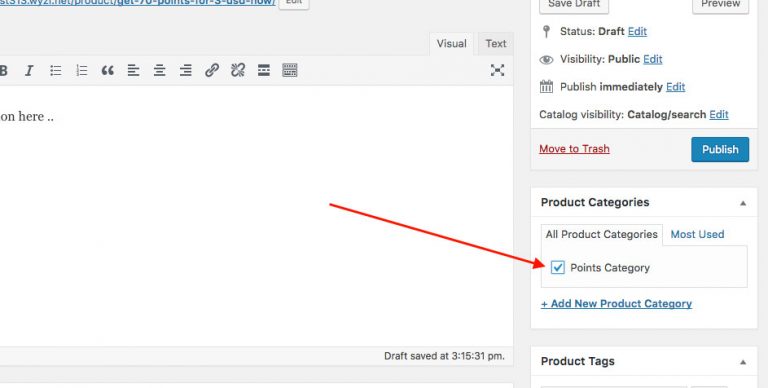 st313.wyzi.net/product/get-70-points-for-3-usd-now/ Edit
Save Draft
Preview
Visual
Text
Status: Draft Edit
Visibility: Public Edit
Publish immediately Edit
Catalog visibility: Catalog/search Edit
Move to Trash
Publish
B I
on here ..
Product Categories
All Product Categories
Most Used
Points Category
+ Add New Product Category
Draft saved at 3:15:31 pm.
Product Tags